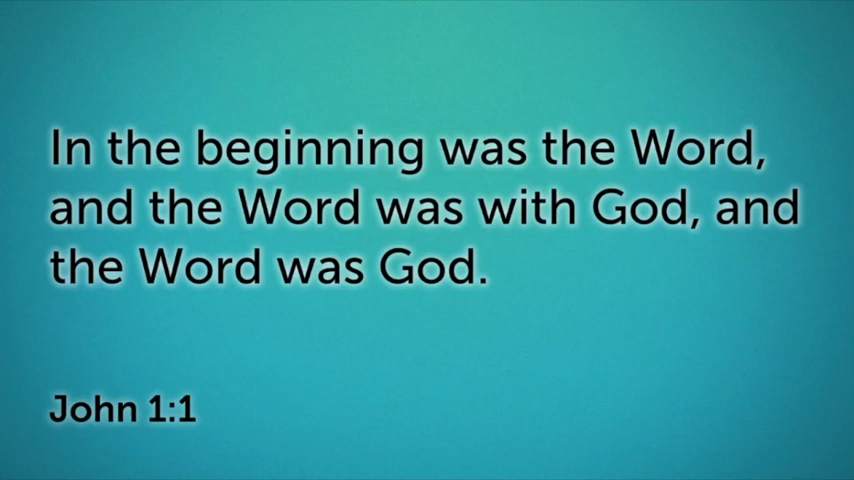 In the beginning was the Word,
and the Word was with God, and
the Word was God.
John 1:1